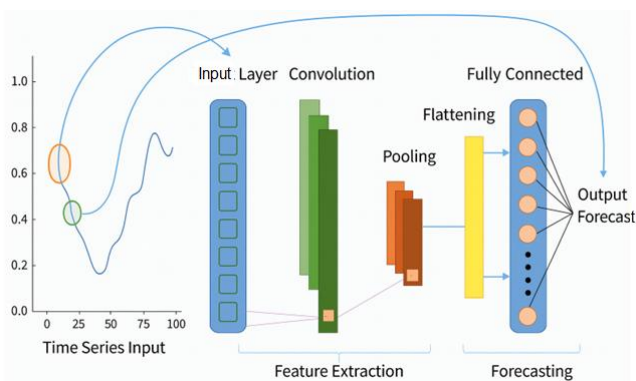 Input Layer
Convolution
Fully Connected
Flattening
Pooling
Output
Forecast
1.0
0.8
0.6
0.4
0.2
0.0
0 25 50 75 100
Time Series Input
Feature Extraction
Forecasting